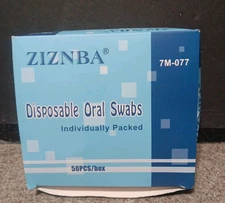 ZIZNBA®
7M-077
Disposable Oral Swabs
Individually Packed
50PCS/box